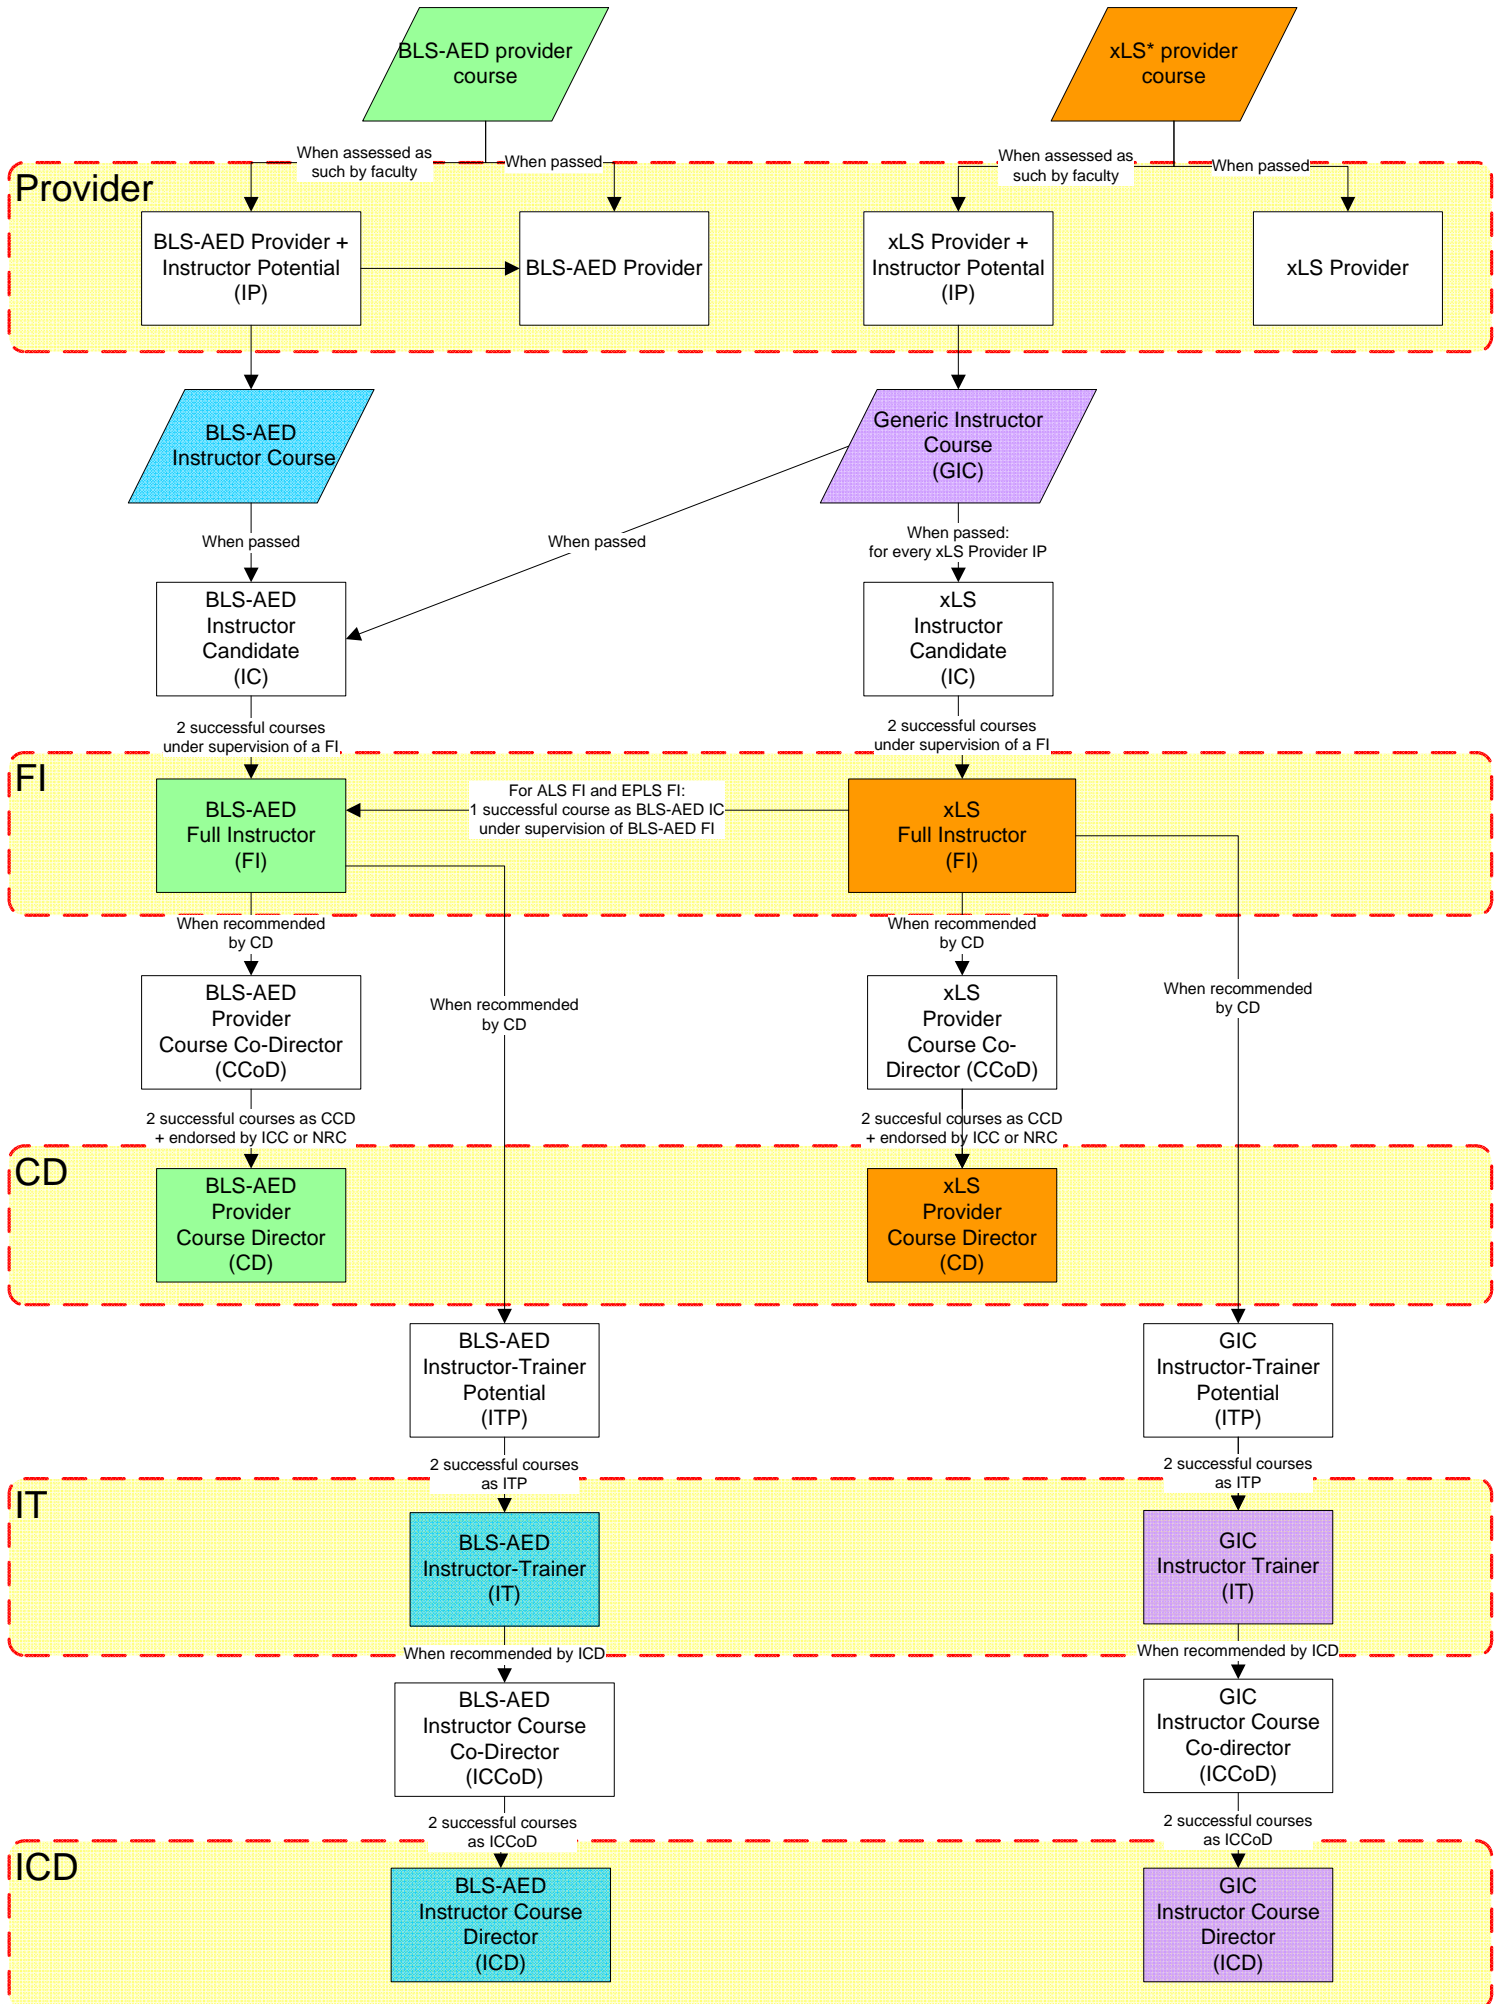 BLS-AED provider
course
xLS* provider
course
When assessed as
such by faculty
When passed
When assessed as
such by faculty
When passed
Provider
BLS-AED Provider +
Instructor Potential
(IP)
BLS-AED Provider
xLS Provider +
Instructor Potental
(IP)
xLS Provider
BLS-AED
Instructor Course
Generic Instructor
Course
(GIC)
When passed
When passed
When passed:
for every xLS Provider IP
BLS-AED
Instructor
Candidate
(IC)
xLS
Instructor
Candidate
(IC)
2 successful courses
under supervision of a FI
2 successful courses
under supervision of a FI
FI
BLS-AED
Full Instructor
(FI)
For ALS FI and EPLS FI:
1 successful course as BLS-AED IC
under supervision of BLS-AED FI
xLS
Full Instructor
(FI)
When recommended
by CD
When recommended
by CD
BLS-AED
Provider
Course Co-Director
(CCoD)
When recommended
by CD
xLS
Provider
Course Co-
Director (CCoD)
When recommended
by CD
2 successful courses as CCD
+ endorsed by ICC or NRC
2 succesful courses as CCD
+ endorsed by ICC or NRC
CD
BLS-AED
Provider
Course Director
(CD)
xLS
Provider
Course Director
(CD)
BLS-AED
Instructor-Trainer
Potential
(ITP)
GIC
Instructor-Trainer
Potential
(ITP)
2 successful courses
as ITP
2 successful courses
as ITP
IT
BLS-AED
Instructor-Trainer
(IT)
GIC
Instructor Trainer
(IT)
When recommended by ICD
When recommended by ICD
BLS-AED
Instructor Course
Co-Director
(ICCoD)
GIC
Instructor Course
Co-director
(ICCoD)
2 successful courses
as ICCoD
2 successful courses
as ICCoD
ICD
BLS-AED
Instructor Course
Director
(ICD)
GIC
Instructor Course
Director
(ICD)